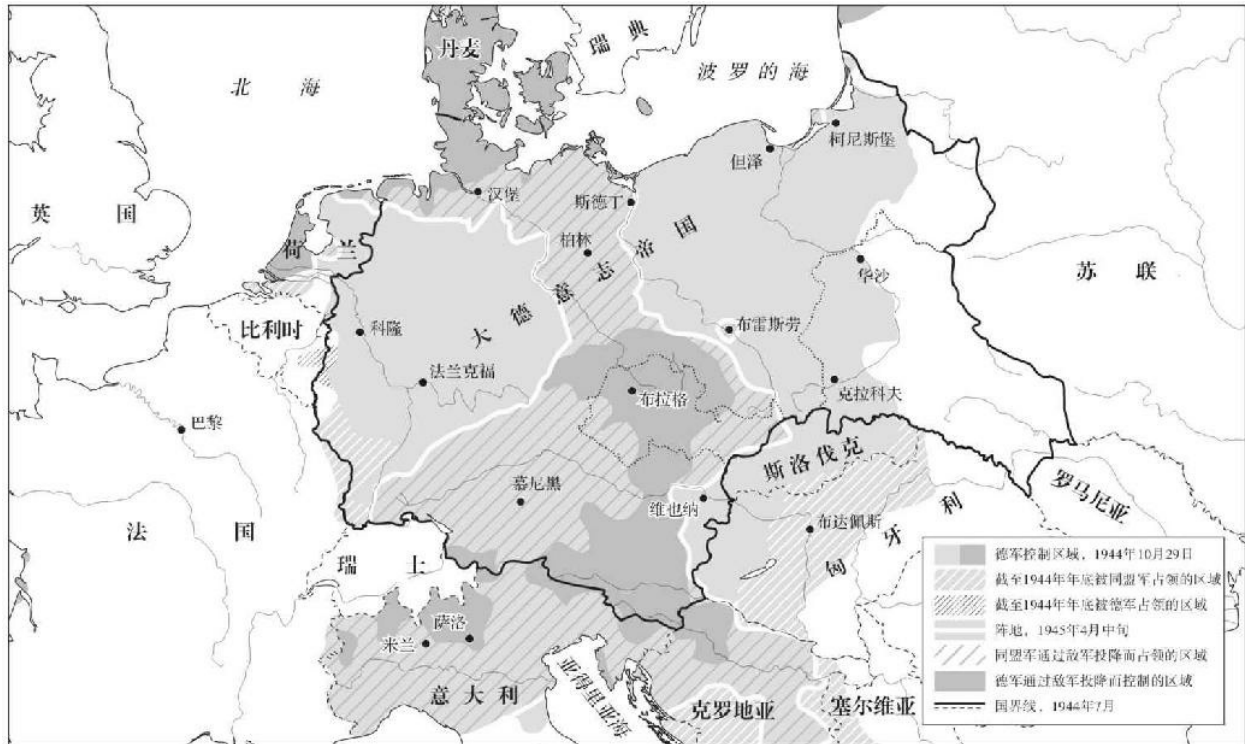 丹麦
瑞典
北海
波罗的海
柯尼斯堡
但泽
汉堡
斯德丁
英国
荷兰
柏林
大德意志帝国
苏联
华沙
比利时
科隆
布雷斯劳
法兰克福
布拉格
克拉科夫
巴黎
斯洛伐克
慕尼黑
维也纳
布达佩斯
罗马尼亚
法国
匈牙利
瑞士
萨洛
米兰
意大利
亚得里亚海
克罗地亚
塞尔维亚
德军控制区域，1944年10月29日
截至1944年年底被同盟军占领的区域
截至1944年年底被德军占领的区域
阵地，1945年4月中旬
同盟军通过敌军投降而占领的区域
德军通过敌军投降而控制的区域
国界线，1944年7月